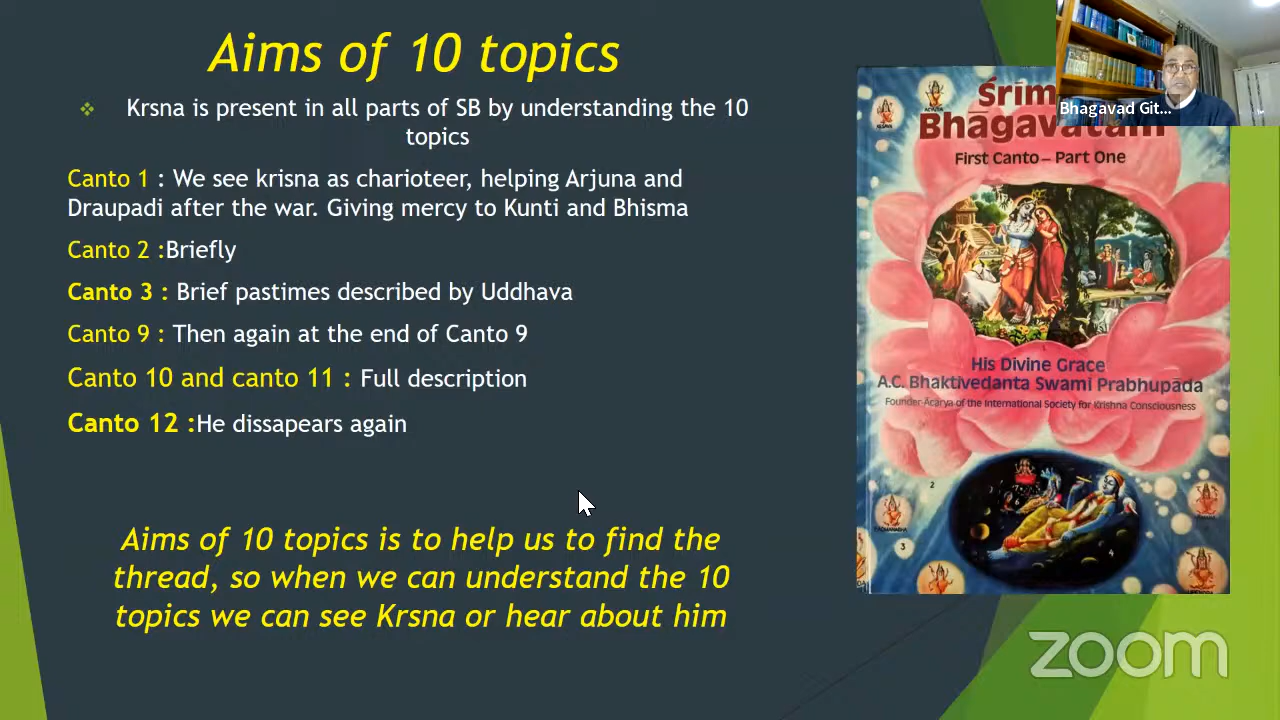 Aims of 10 topics
Krsna is present in all parts of SB by understanding the 10
topics
Canto 1 : We see krisna as charioteer, helping Arjuna and
Draupadi after the war. Giving mercy to Kunti and Bhisma
Canto 2 :Briefly
Canto 3 : Brief pastimes described by Uddhava
Canto 9 : Then again at the end of Canto 9
Canto 10 and canto 11 : Full description
Canto 12 :He dissapears again
Aims of 10 topics is to help us to find the
thread, so when we can understand the 10
topics we can see Krsna or hear about him
Bhagavad Git...
Śrīm
Bhāgavatam
First Canto – Part One
His Divine Grace
A.C. Bhaktivedanta Swami Prabhupāda
Founder-Ācārya of the International Society for Krishna Consciousness
2
3
4
zoom